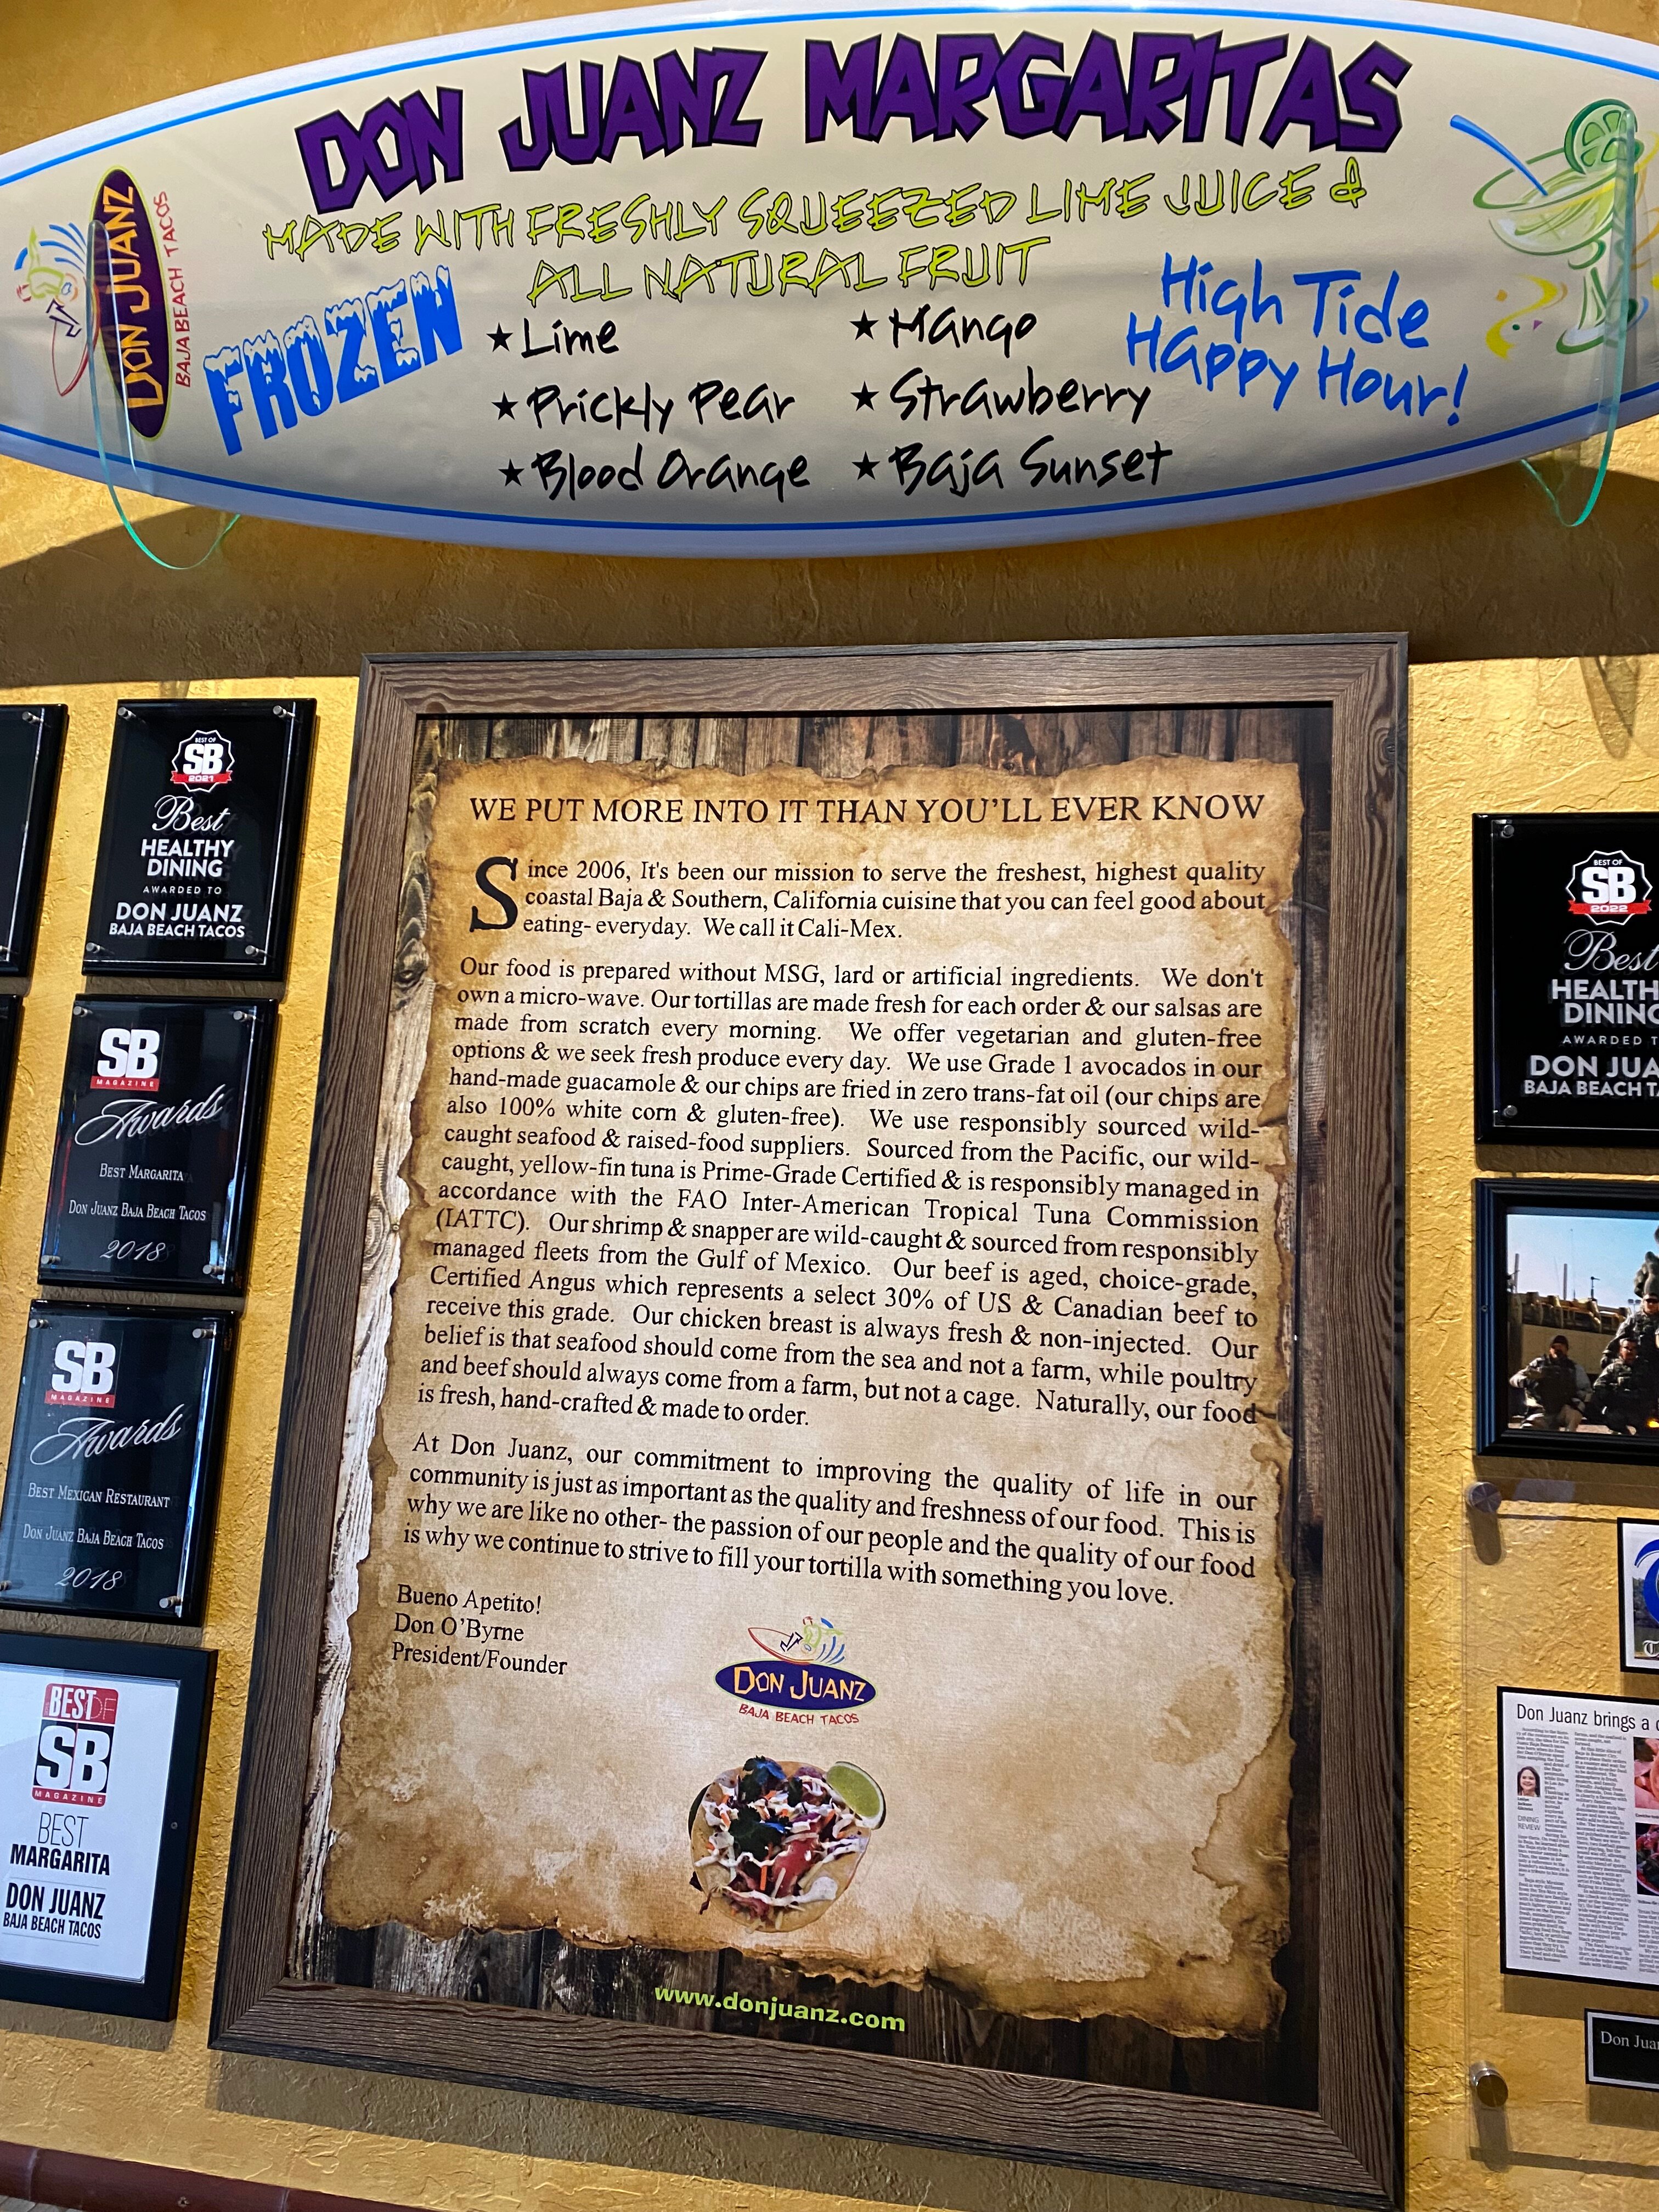 DON JUANZ MARGARITAS
MADE WITH FRESHLY SQUEEZED LIME JUICE &
ALL NATURAL FRUIT
DON JUANZ
BAJA BEACH TACOS
FROZEN
★ Lime
★ Prickly Pear
★ Blood Orange
★ Mango
★ Strawberry
★ Baja Sunset
High Tide
Happy Hour!
BEST OF
SB
2021
Best
HEALTHY
DINING
AWARDED TO
DON JUANZ
BAJA BEACH TACOS
SB
MAGAZINE
Awards
BEST MARGARITA
DON JUANZ BAJA BEACH TACOS
2018
SB
MAGAZINE
Awards
BEST MEXICAN RESTAURANT
DON JUANZ BAJA BEACH TACOS
2018
BEST OF
SB
MAGAZINE
BEST
MARGARITA
DON JUANZ
BAJA BEACH TACOS
WE PUT MORE INTO IT THAN YOU'LL EVER KNOW
Since 2006, It's been our mission to serve the freshest, highest quality
coastal Baja & Southern, California cuisine that you can feel good about
eating- everyday. We call it Cali-Mex.
Our food is prepared without MSG, lard or artificial ingredients. We don't
own a micro-wave. Our tortillas are made fresh for each order & our salsas are
made from scratch every morning. We offer vegetarian and gluten-free
options & we seek fresh produce every day. We use Grade 1 avocados in our
hand-made guacamole & our chips are fried in zero trans-fat oil (our chips are
also 100% white corn & gluten-free). We use responsibly sourced wild-
caught seafood & raised-food suppliers. Sourced from the Pacific, our wild-
caught, yellow-fin tuna is Prime-Grade Certified & is responsibly managed in
accordance with the FAO Inter-American Tropical Tuna Commission
(IATTC). Our shrimp & snapper are wild-caught & sourced from responsibly
managed fleets from the Gulf of Mexico. Our beef is aged, choice-grade,
Certified Angus which represents a select 30% of US & Canadian beef to
receive this grade. Our chicken breast is always fresh & non-injected. Our
belief is that seafood should come from the sea and not a farm, while poultry
and beef should always come from a farm, but not a cage. Naturally, our food
is fresh, hand-crafted & made to order.
At Don Juanz, our commitment to improving the quality of life in our
community is just as important as the quality and freshness of our food. This is
why we are like no other- the passion of our people and the quality of our food
is why we continue to strive to fill your tortilla with something you love.
Bueno Apetito!
Don O'Byrne
President/Founder
DON JUANZ
BAJA BEACH TACOS
www.donjuanz.com
BEST OF
SB
2022
Best
HEALTH
DINING
AWARDED T
DON JUA
BAJA BEACH TA
Don Juanz brings a
DINING
REVIEW
Don Jua